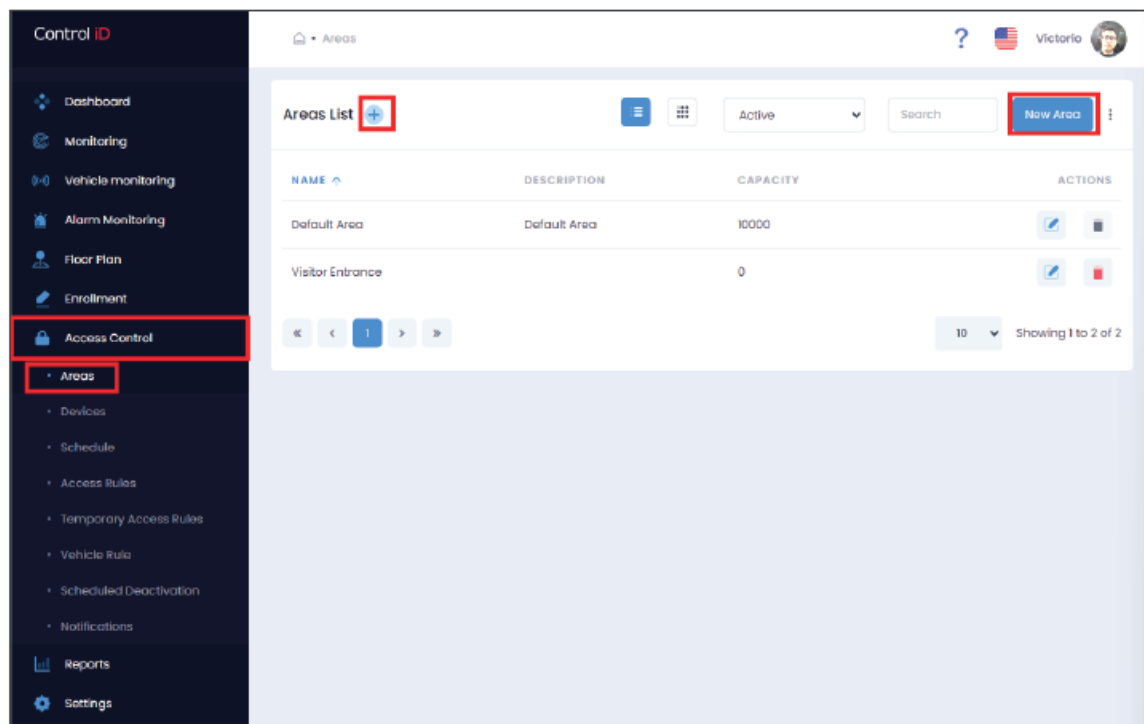 Control iD
Areas
?
Victorio
Dashboard
Monitoring
Vehicle monitoring
Alarm Monitoring
Floor Plan
Enrollment
Access Control
Areas
Devices
Schedule
Access Rules
Temporary Access Rules
Vehicle Rule
Scheduled Deactivation
Notifications
Reports
Settings
Areas List
Active
Search
New Area
NAME DESCRIPTION CAPACITY ACTIONS
Default Area Default Area 10000
Visitor Entrance 0
« ‹ 1 › »
10 Showing 1 to 2 of 2